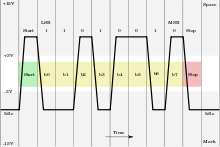 +15V Space
LSB MSB
Start 1 1 0 1 0 0 1 0 Stop
+3V
Start b0 b1 b2 b3 b4 b5 b6 b7 Stop
-3V
Idle Idle
Time
-15V Mark